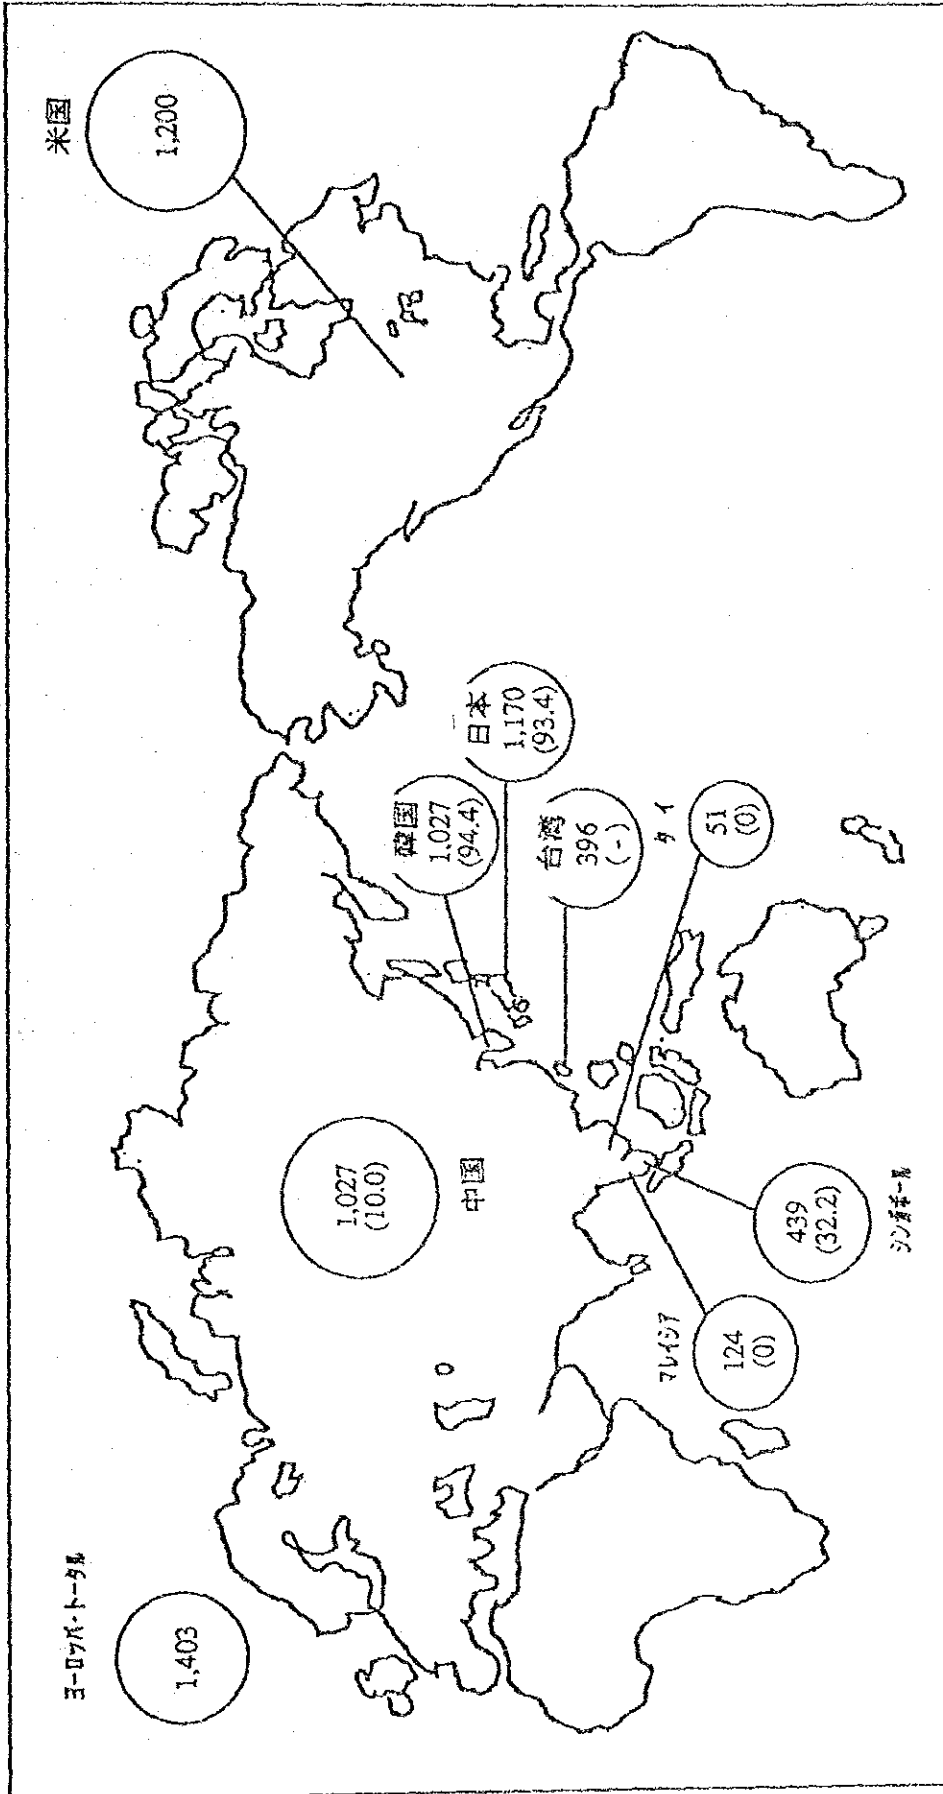 ヨーロッパ・トータル
1,403
中国
1,027
(10.0)
マレイシア
124
(0)
シンガポール
439
(32.2)
韓国
1,027
(94.4)
日本
1,170
(93.4)
台湾
396
(-)
タイ
51
(0)
米国
1,200